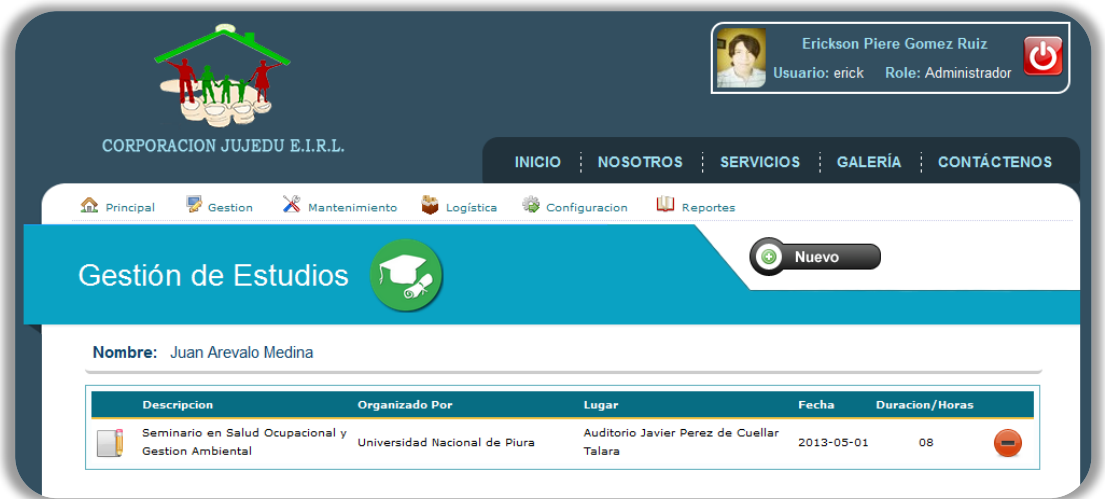 Erickson Piere Gomez Ruiz
Usuario: erick Role: Administrador
CORPORACION JUJEDU E.I.R.L.
INICIO NOSOTROS SERVICIOS GALERÍA CONTÁCTENOS
Principal Gestion Mantenimiento Logística Configuracion Reportes
Nuevo
Gestión de Estudios
Nombre: Juan Arevalo Medina
Descripcion Organizado Por Lugar Fecha Duracion/Horas
Seminario en Salud Ocupacional y
Gestion Ambiental
Universidad Nacional de Piura
Auditorio Javier Perez de Cuellar
Talara
2013-05-01
08